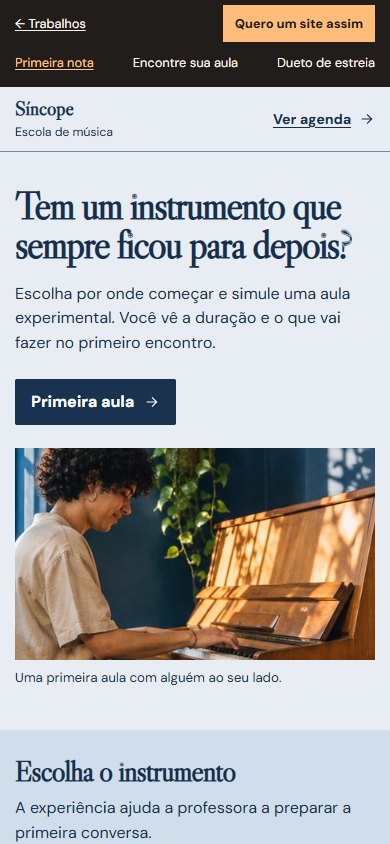 ← Trabalhos
Quero um site assim
Primeira nota
Encontre sua aula
Dueto de estreia
Síncope
Escola de música
Ver agenda →
Tem um instrumento que
sempre ficou para depois?
Escolha por onde começar e simule uma aula
experimental. Você vê a duração e o que vai
fazer no primeiro encontro.
Primeira aula →
Uma primeira aula com alguém ao seu lado.
Escolha o instrumento
A experiência ajuda a professora a preparar a
primeira conversa.